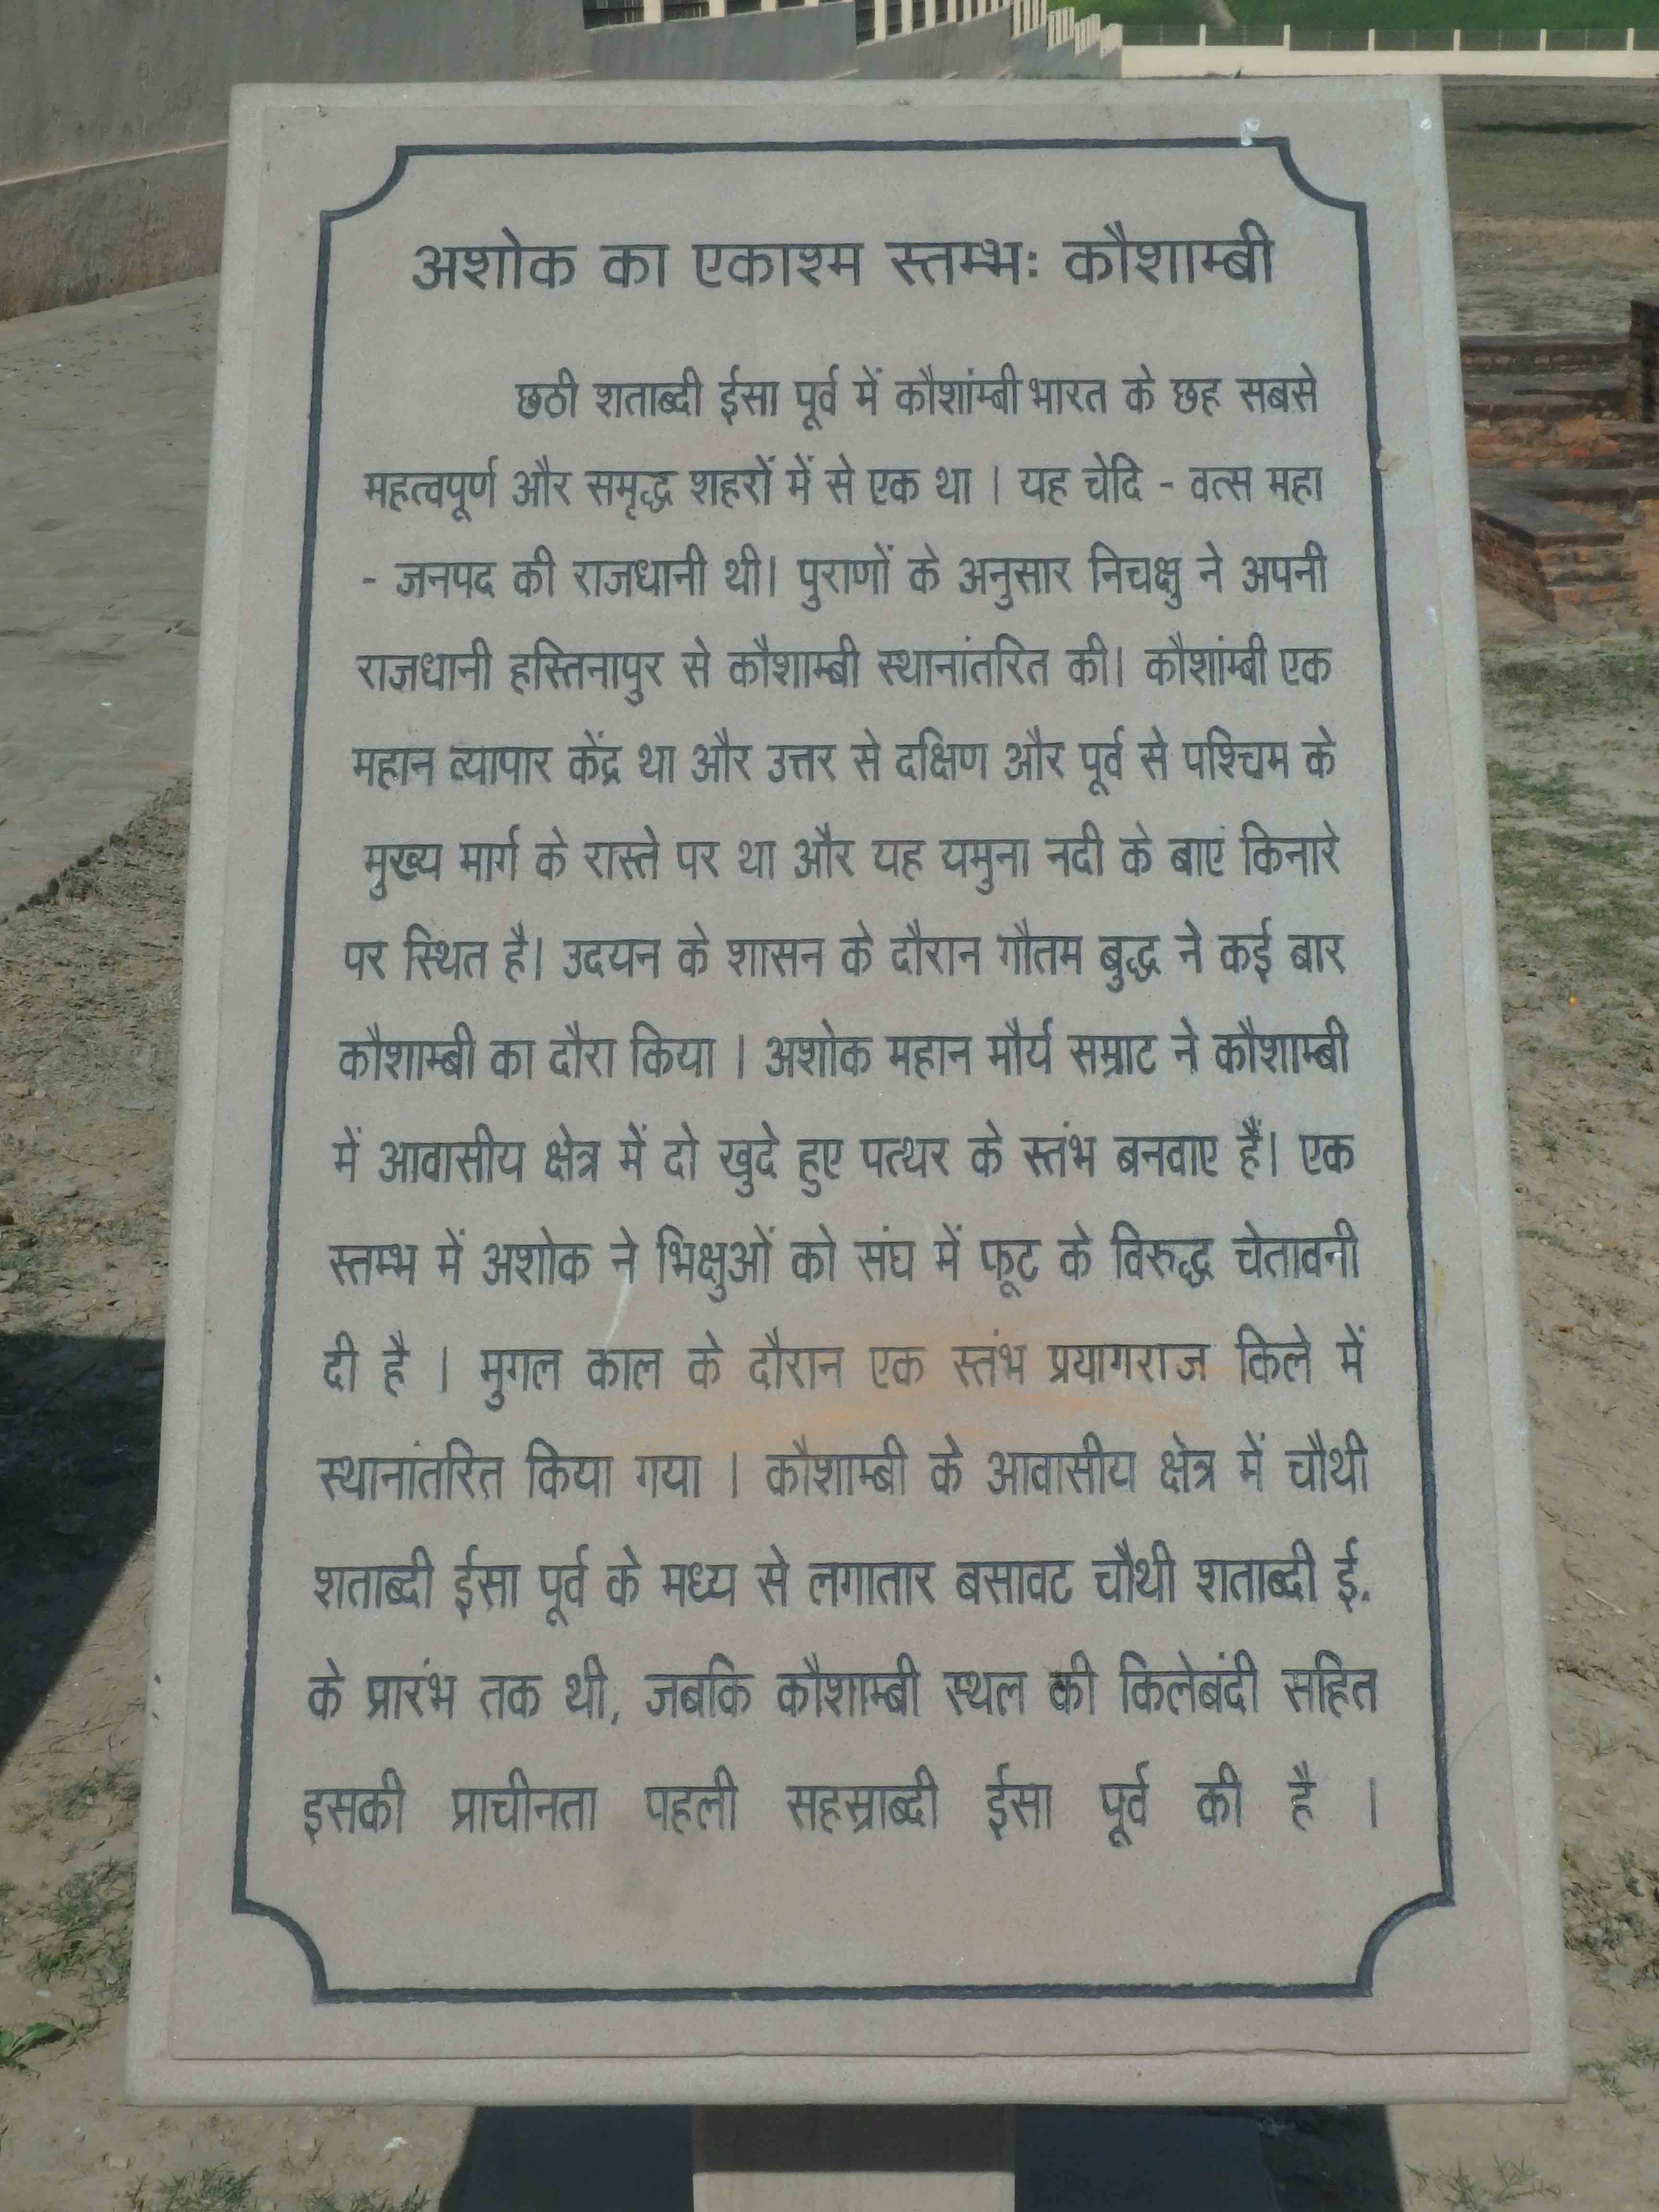 अशोक का एकाश्म स्तम्भः कौशाम्बी
छठी शताब्दी ईसा पूर्व में कौशांम्बी भारत के छह सबसे
महत्वपूर्ण और समृद्ध शहरों में से एक था । यह चेदि - वत्स महा
- जनपद की राजधानी थी। पुराणों के अनुसार निचक्षु ने अपनी
राजधानी हस्तिनापुर से कौशाम्बी स्थानांतरित की। कौशांम्बी एक
महान व्यापार केंद्र था और उत्तर से दक्षिण और पूर्व से पश्चिम के
मुख्य मार्ग के रास्ते पर था और यह यमुना नदी के बाएं किनारे
पर स्थित है। उदयन के शासन के दौरान गौतम बुद्ध ने कई बार
कौशाम्बी का दौरा किया । अशोक महान मौर्य सम्राट ने कौशाम्बी
में आवासीय क्षेत्र में दो खुदे हुए पत्थर के स्तंभ बनवाए हैं। एक
स्तम्भ में अशोक ने भिक्षुओं को संघ में फूट के विरुद्ध चेतावनी
दी है । मुगल काल के दौरान एक स्तंभ प्रयागराज किले में
स्थानांतरित किया गया । कौशाम्बी के आवासीय क्षेत्र में चौथी
शताब्दी ईसा पूर्व के मध्य से लगातार बसावट चौथी शताब्दी ई.
के प्रारंभ तक थी, जबकि कौशाम्बी स्थल की किलेबंदी सहित
इसकी प्राचीनता पहली सहस्राब्दी ईसा पूर्व की है ।